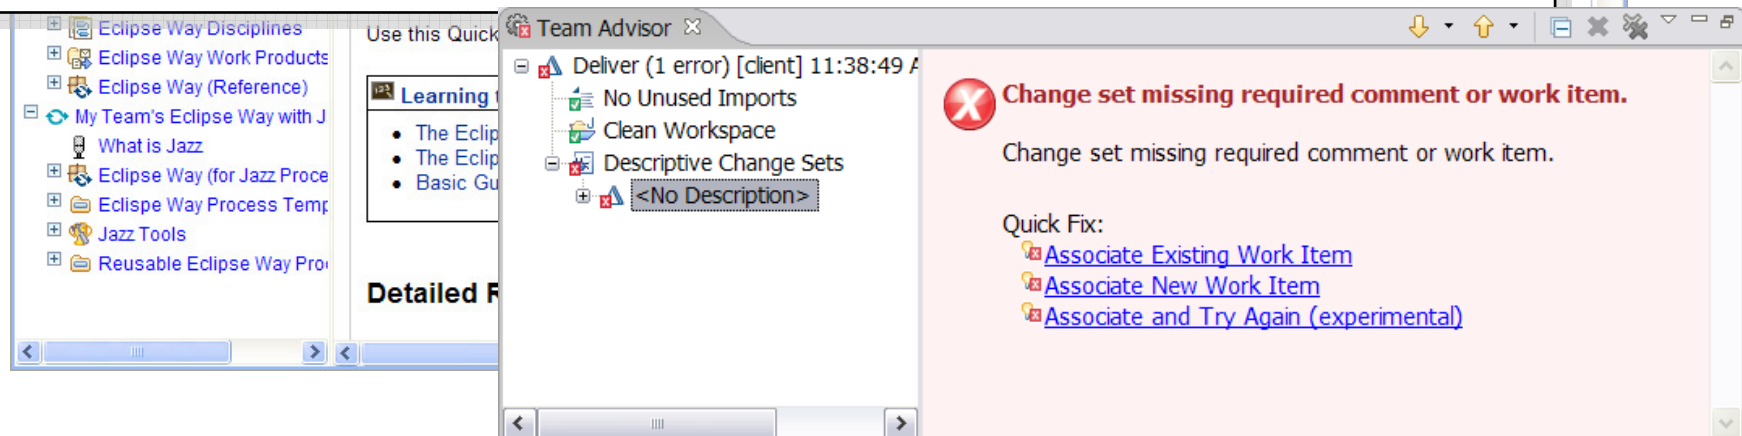 Eclipse Way Disciplines
Eclipse Way Work Products
Eclipse Way (Reference)
My Team's Eclipse Way with J
What is Jazz
Eclipse Way (for Jazz Proce
Eclispe Way Process Temp
Jazz Tools
Reusable Eclipse Way Pro
Use this Quick
Learning t
The Eclip
The Eclip
Basic Gu
Detailed R
Team Advisor
Deliver (1 error) [client] 11:38:49 A
No Unused Imports
Clean Workspace
Descriptive Change Sets
<No Description>
Change set missing required comment or work item.
Change set missing required comment or work item.
Quick Fix:
Associate Existing Work Item
Associate New Work Item
Associate and Try Again (experimental)